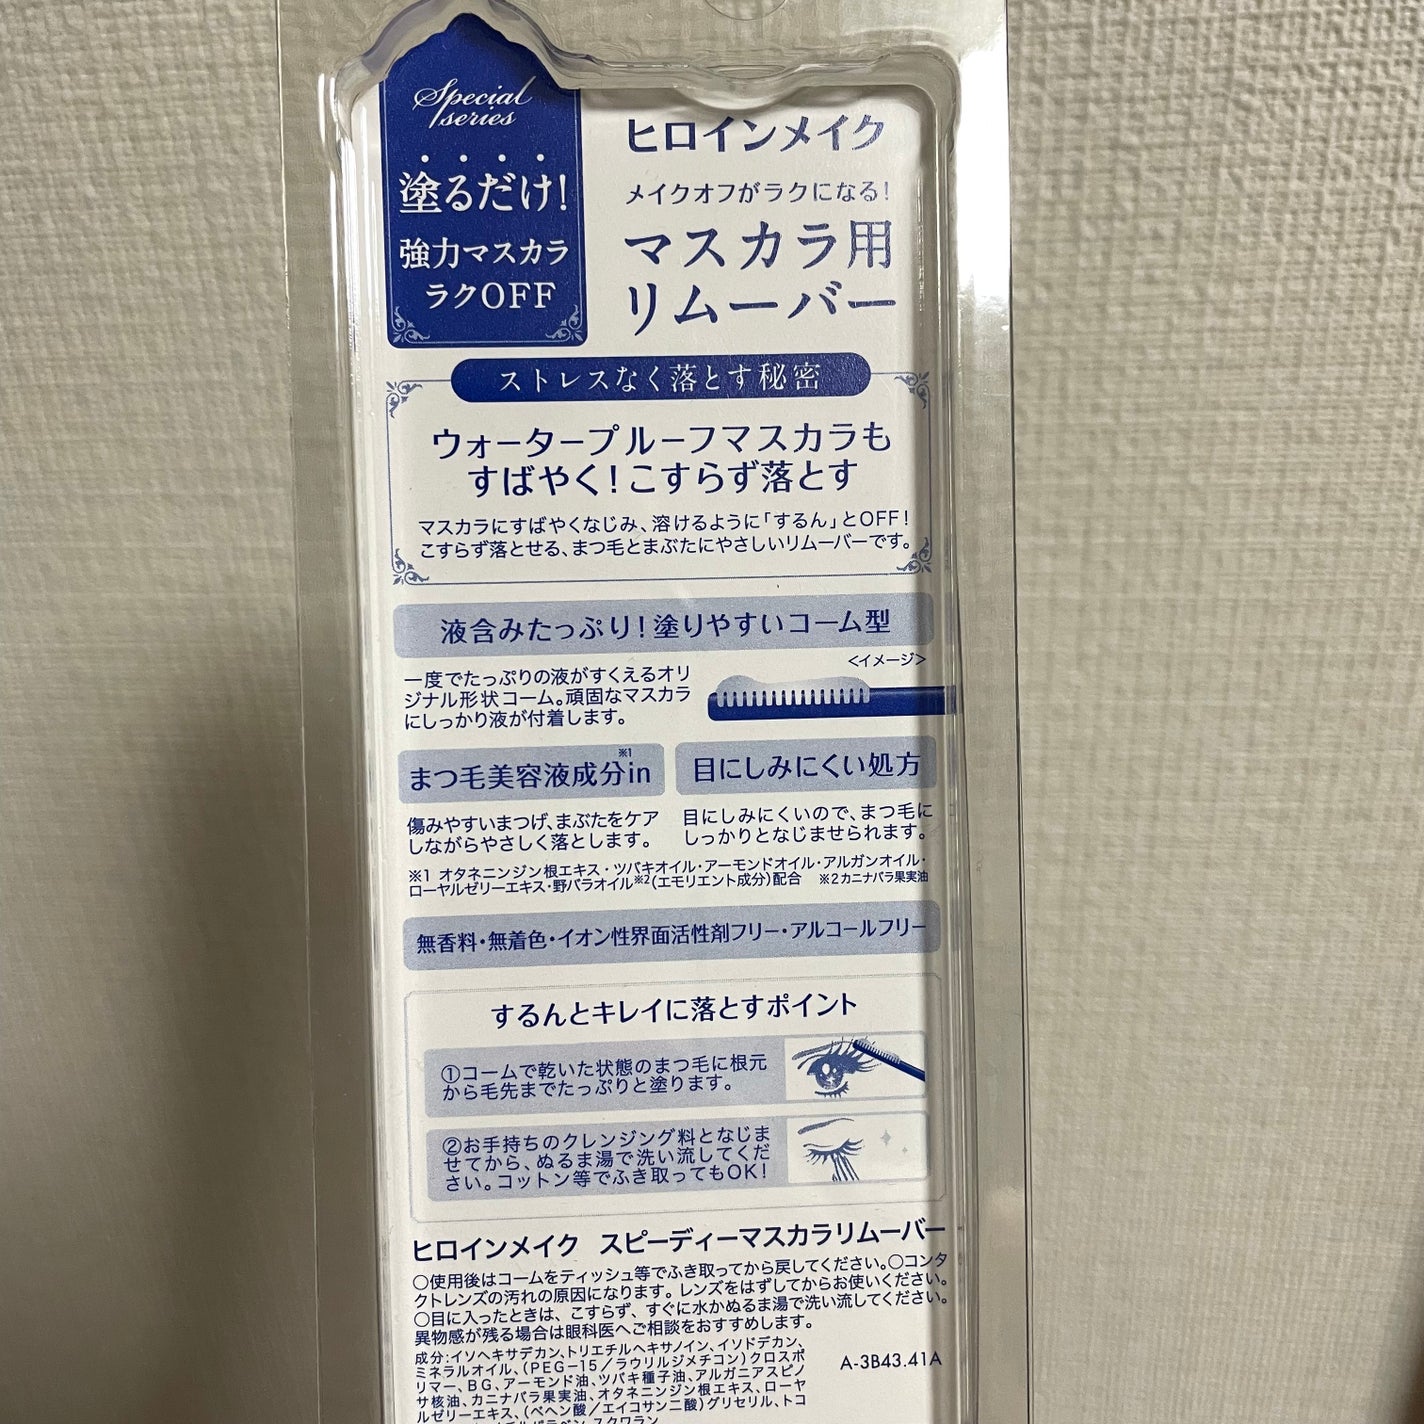 Special
series
塗るだけ!
強力マスカラ
ラクOFF
ヒロインメイク
メイクオフがラクになる!
マスカラ用
リムーバー
ストレスなく落とす秘密
ウォータープルーフマスカラも
すばやく!こすらず落とす
マスカラにすばやくなじみ、溶けるように「するん」とOFF!
こすらず落とせる、まつ毛とまぶたにやさしいリムーバーです。
液含みたっぷり!塗りやすいコーム型
<イメージ>
一度でたっぷりの液がすくえるオリ
ジナル形状コーム。頑固なマスカラ
にしっかり液が付着します。
まつ毛美容液成分※1in
傷みやすいまつげ、まぶたをケア
しながらやさしく落とします。
目にしみにくい処方
目にしみにくいので、まつ毛に
しっかりとなじませられます。
※1 オタネニンジン根エキス・ツバキオイル・アーモンドオイル・アルガンオイル・
ローヤルゼリーエキス・野バラオイル※2(エモリエント成分)配合 ※2カニナバラ果実油
無香料・無着色・イオン性界面活性剤フリー・アルコールフリー
するんとキレイに落とすポイント
①コームで乾いた状態のまつ毛に根元
から毛先までたっぷりと塗ります。
②お手持ちのクレンジング料となじま
せてから、ぬるま湯で洗い流してくだ
さい。コットン等でふき取ってもOK!
ヒロインメイク スピーディーマスカラリムーバー
○使用後はコームをティッシュ等でふき取ってから戻してください。○コンタ
クトレンズの汚れの原因になります。レンズをはずしてからお使いください。
○目に入ったときは、こすらず、すぐに水かぬるま湯で洗い流してください。
異物感が残る場合は眼科医へご相談をおすすめします。
成分:イソヘキサデカン、トリエチルヘキサノイン、イソドデカン、
ミネラルオイル、(PEG-15/ラウリルジメチコン)クロスポ
リマー、BG、アーモンド油、ツバキ種子油、アルガニアスピノ
サ核油、カニナバラ果実油、オタネニンジン根エキス、ローヤ
ルゼリーエキス、(ベヘン酸/エイコサン二酸)グリセリル、トコ
スクワラン
A-3B43.41A